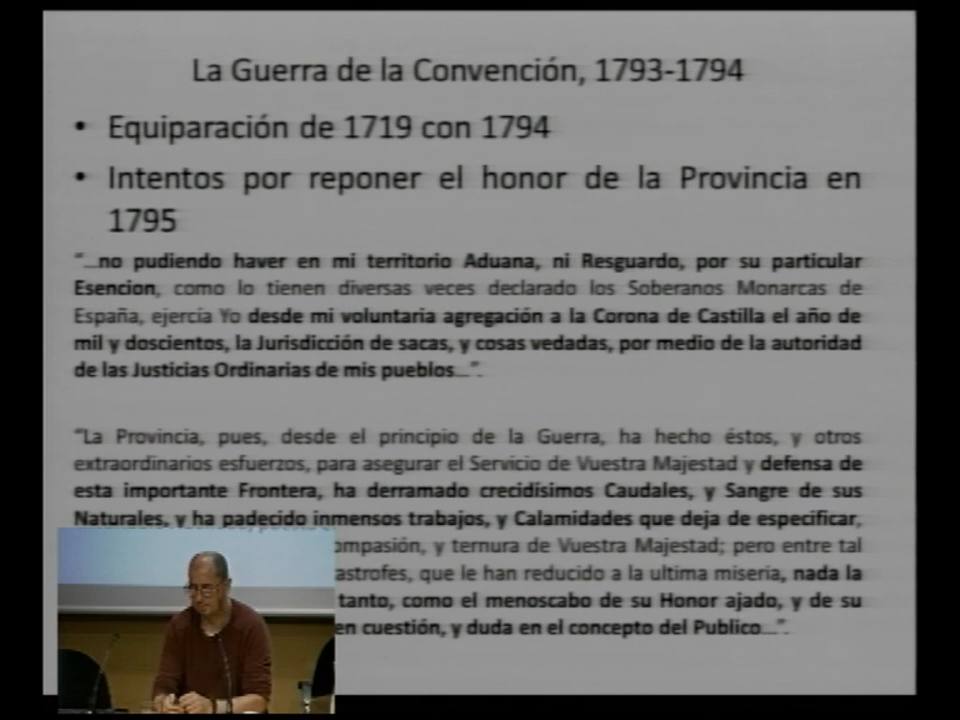 La Guerra de la Convención, 1793-1794
• Equiparación de 1719 con 1794
• Intentos por reponer el honor de la Provincia en
1795
“...no pudiendo haver en mi territorio Aduana, ni Resguardo, por su particular
Esencion, como lo tienen diversas veces declarado los Soberanos Monarcas de
España, ejercía Yo desde mi voluntaria agregación a la Corona de Castilla el año de
mil y doscientos, la Jurisdicción de sacas, y cosas vedadas, por medio de la autoridad
de las Justicias Ordinarias de mis pueblos...”.
“La Provincia, pues, desde el principio de la Guerra, ha hecho éstos, y otros
extraordinarios esfuerzos, para asegurar el Servicio de Vuestra Majestad y defensa de
esta importante Frontera, ha derramado crecidísimos Caudales, y Sangre de sus
Naturales, y ha padecido inmensos trabajos, y Calamidades que deja de especificar,
ompasión, y ternura de Vuestra Majestad; pero entre tal
astrofes, que le han reducido a la ultima miseria, nada la
tanto, como el menoscabo de su Honor ajado, y de su
en cuestión, y duda en el concepto del Publico...”.